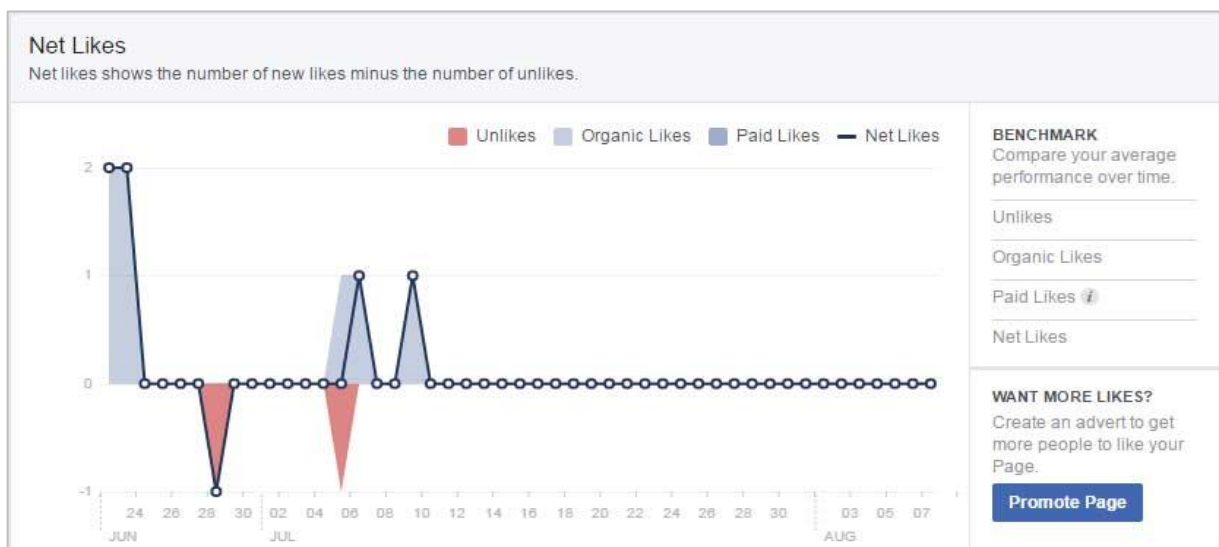 Net Likes
Net likes shows the number of new likes minus the number of unlikes.
Unlikes Organic Likes Paid Likes Net Likes
2
1
0
-1
24 26 28 30 02 04 06 08 10 12 14 16 18 20 22 24 26 28 30 03 05 07
JUN JUL AUG
BENCHMARK
Compare your average
performance over time.
Unlikes
Organic Likes
Paid Likes i
Net Likes
WANT MORE LIKES?
Create an advert to get
more people to like your
Page.
Promote Page